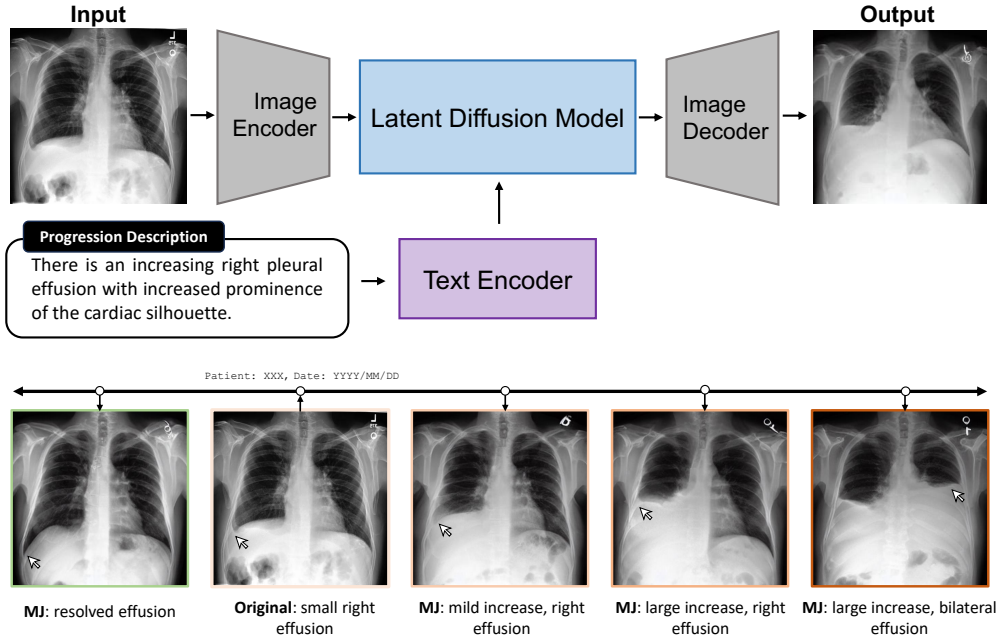 Input
Output
Image
Encoder
Latent Diffusion Model
Image
Decoder
Progression Description
There is an increasing right pleural
effusion with increased prominence
of the cardiac silhouette.
Text Encoder
Patient: XXX, Date: YYYY/MM/DD
MJ: resolved effusion
Original: small right
effusion
MJ: mild increase, right
effusion
MJ: large increase, right
effusion
MJ: large increase, bilateral
effusion